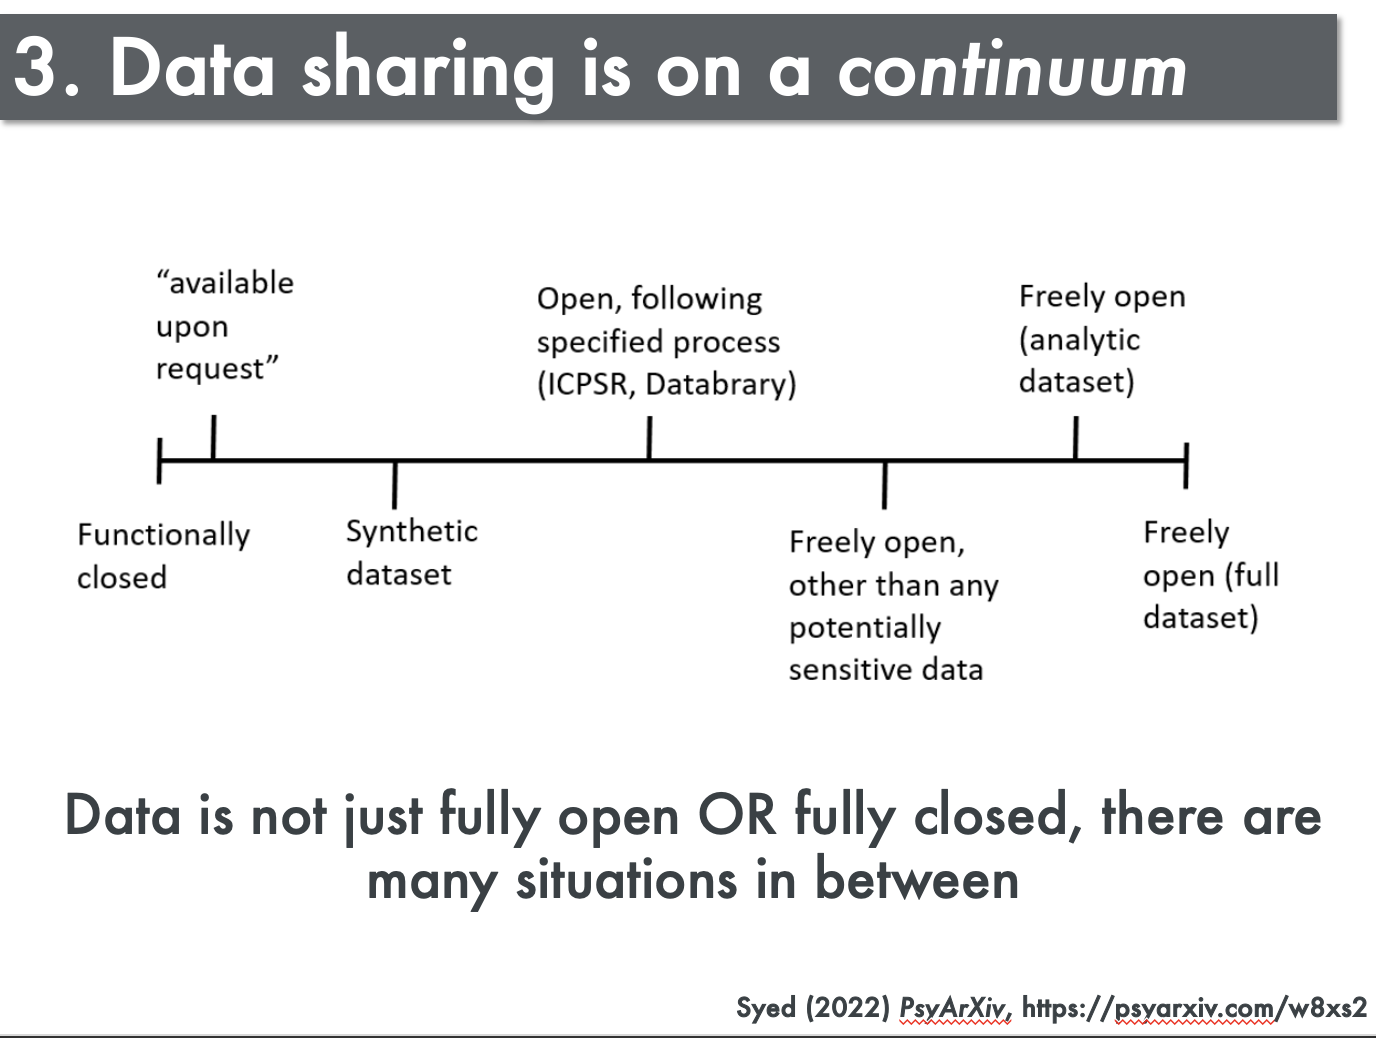 3. Data sharing is on a continuum
“available
upon
request”
Open, following
specified process
(ICPSR, Databrary)
Freely open
(analytic
dataset)
Functionally
closed
Synthetic
dataset
Freely open,
other than any
potentially
sensitive data
Freely
open (full
dataset)
Data is not just fully open OR fully closed, there are
many situations in between
Syed (2022) PsyArXiv, https://psyarxiv.com/w8xs2